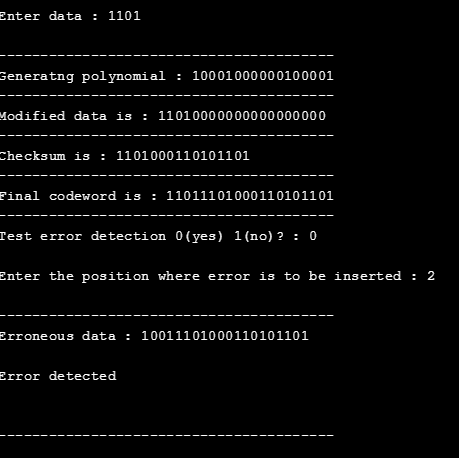 Enter data : 1101
----------------------------------------
Generatng polynomial : 10001000000100001
----------------------------------------
Modified data is : 11010000000000000000
----------------------------------------
Checksum is : 1101000110101101
----------------------------------------
Final codeword is : 11011101000110101101
----------------------------------------
Test error detection 0(yes) 1(no)? : 0
Enter the position where error is to be inserted : 2
----------------------------------------
Erroneous data : 10011101000110101101
Error detected
----------------------------------------